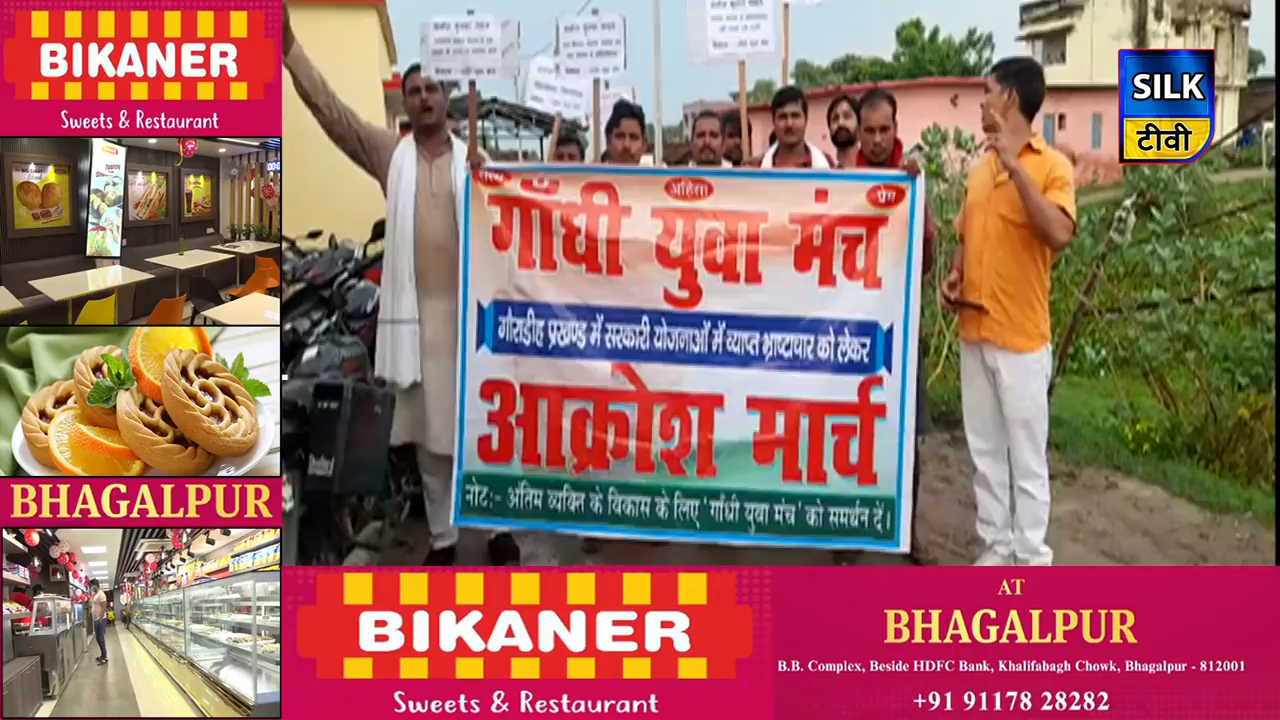 BIKANER
Sweets & Restaurant
SILK
टीवी
सत्य
अहिंसा
प्रेम
गाँधी युवा मंच
गौराडीह प्रखण्ड में सरकारी योजनाओं में व्याप्त भ्रष्टाचार को लेकर
आक्रोश मार्च
नोट:- अंतिम व्यक्ति के विकास के लिए 'गाँधी युवा मंच' को समर्थन दें।
BHAGALPUR
BIKANER
Sweets & Restaurant
AT
BHAGALPUR
B.B. Complex, Beside HDFC Bank, Khalifabagh Chowk, Bhagalpur - 812001
+91 91178 28282